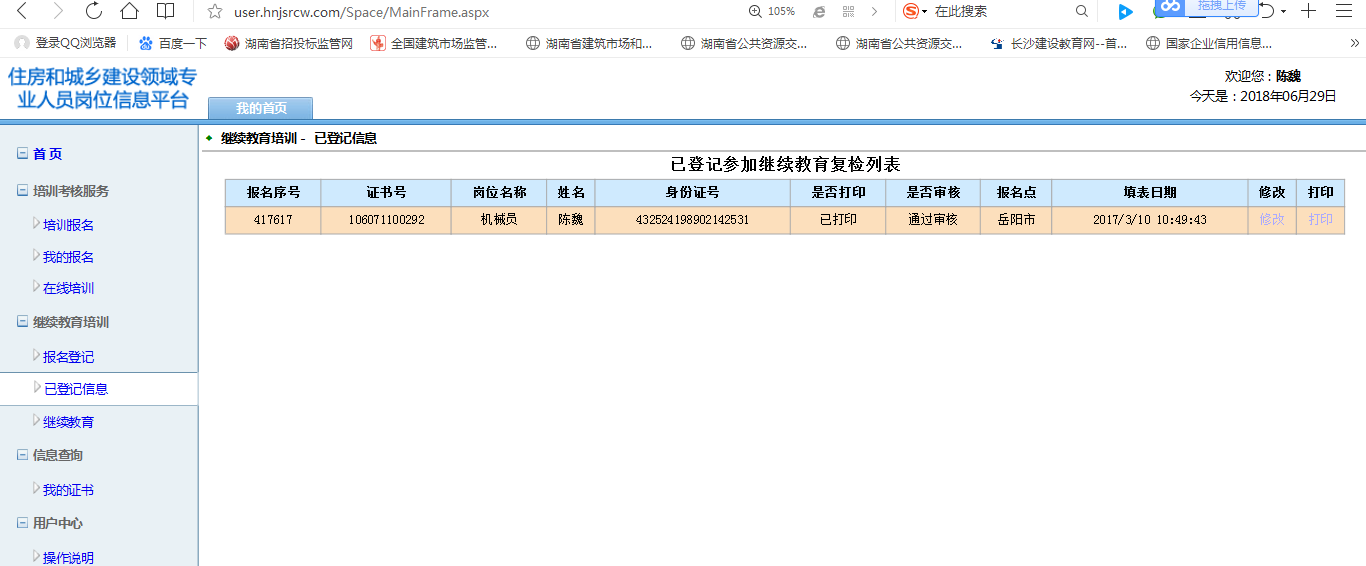 user.hnjsrcw.com/Space/MainFrame.aspx
105%
在此搜索
拖拽上传
登录QQ浏览器
百度一下
湖南省招投标监管网
全国建筑市场监管...
湖南省建筑市场和...
湖南省公共资源交...
湖南省公共资源交...
长沙建设教育网--首...
国家企业信用信息...
住房和城乡建设领域专
业人员岗位信息平台
我的首页
欢迎您：陈魏
今天是：2018年06月29日
首页
培训考核服务
培训报名
我的报名
在线培训
继续教育培训
报名登记
已登记信息
继续教育
信息查询
我的证书
用户中心
操作说明
继续教育培训 - 已登记信息
已登记参加继续教育复检列表
报名序号 证书号 岗位名称 姓名 身份证号 是否打印 是否审核 报名点 填表日期 修改 打印
417617 106071100292 机械员 陈魏 432524198902142531 已打印 通过审核 岳阳市 2017/3/10 10:49:43 修改 打印